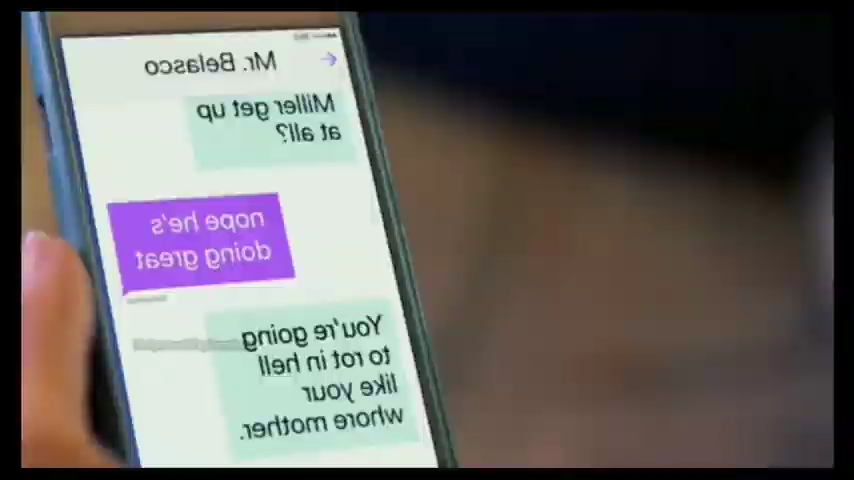 Mr. Belasco
Miller get up
at all?
nope he's
doing great
You're going
to rot in hell
like your
whore mother.